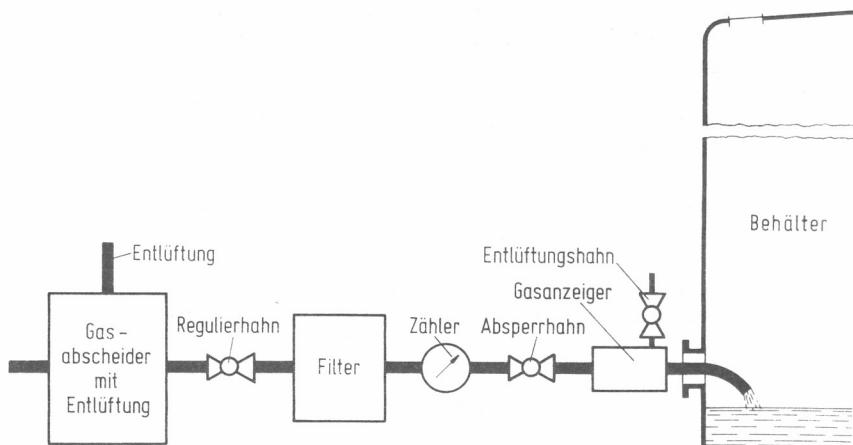 Behälter
Entlüftung
Entlüftungshahn
Gasanzeiger
Regulierhahn
Zähler
Absperrhahn
Gas-
abscheider
mit
Entlüftung
Filter